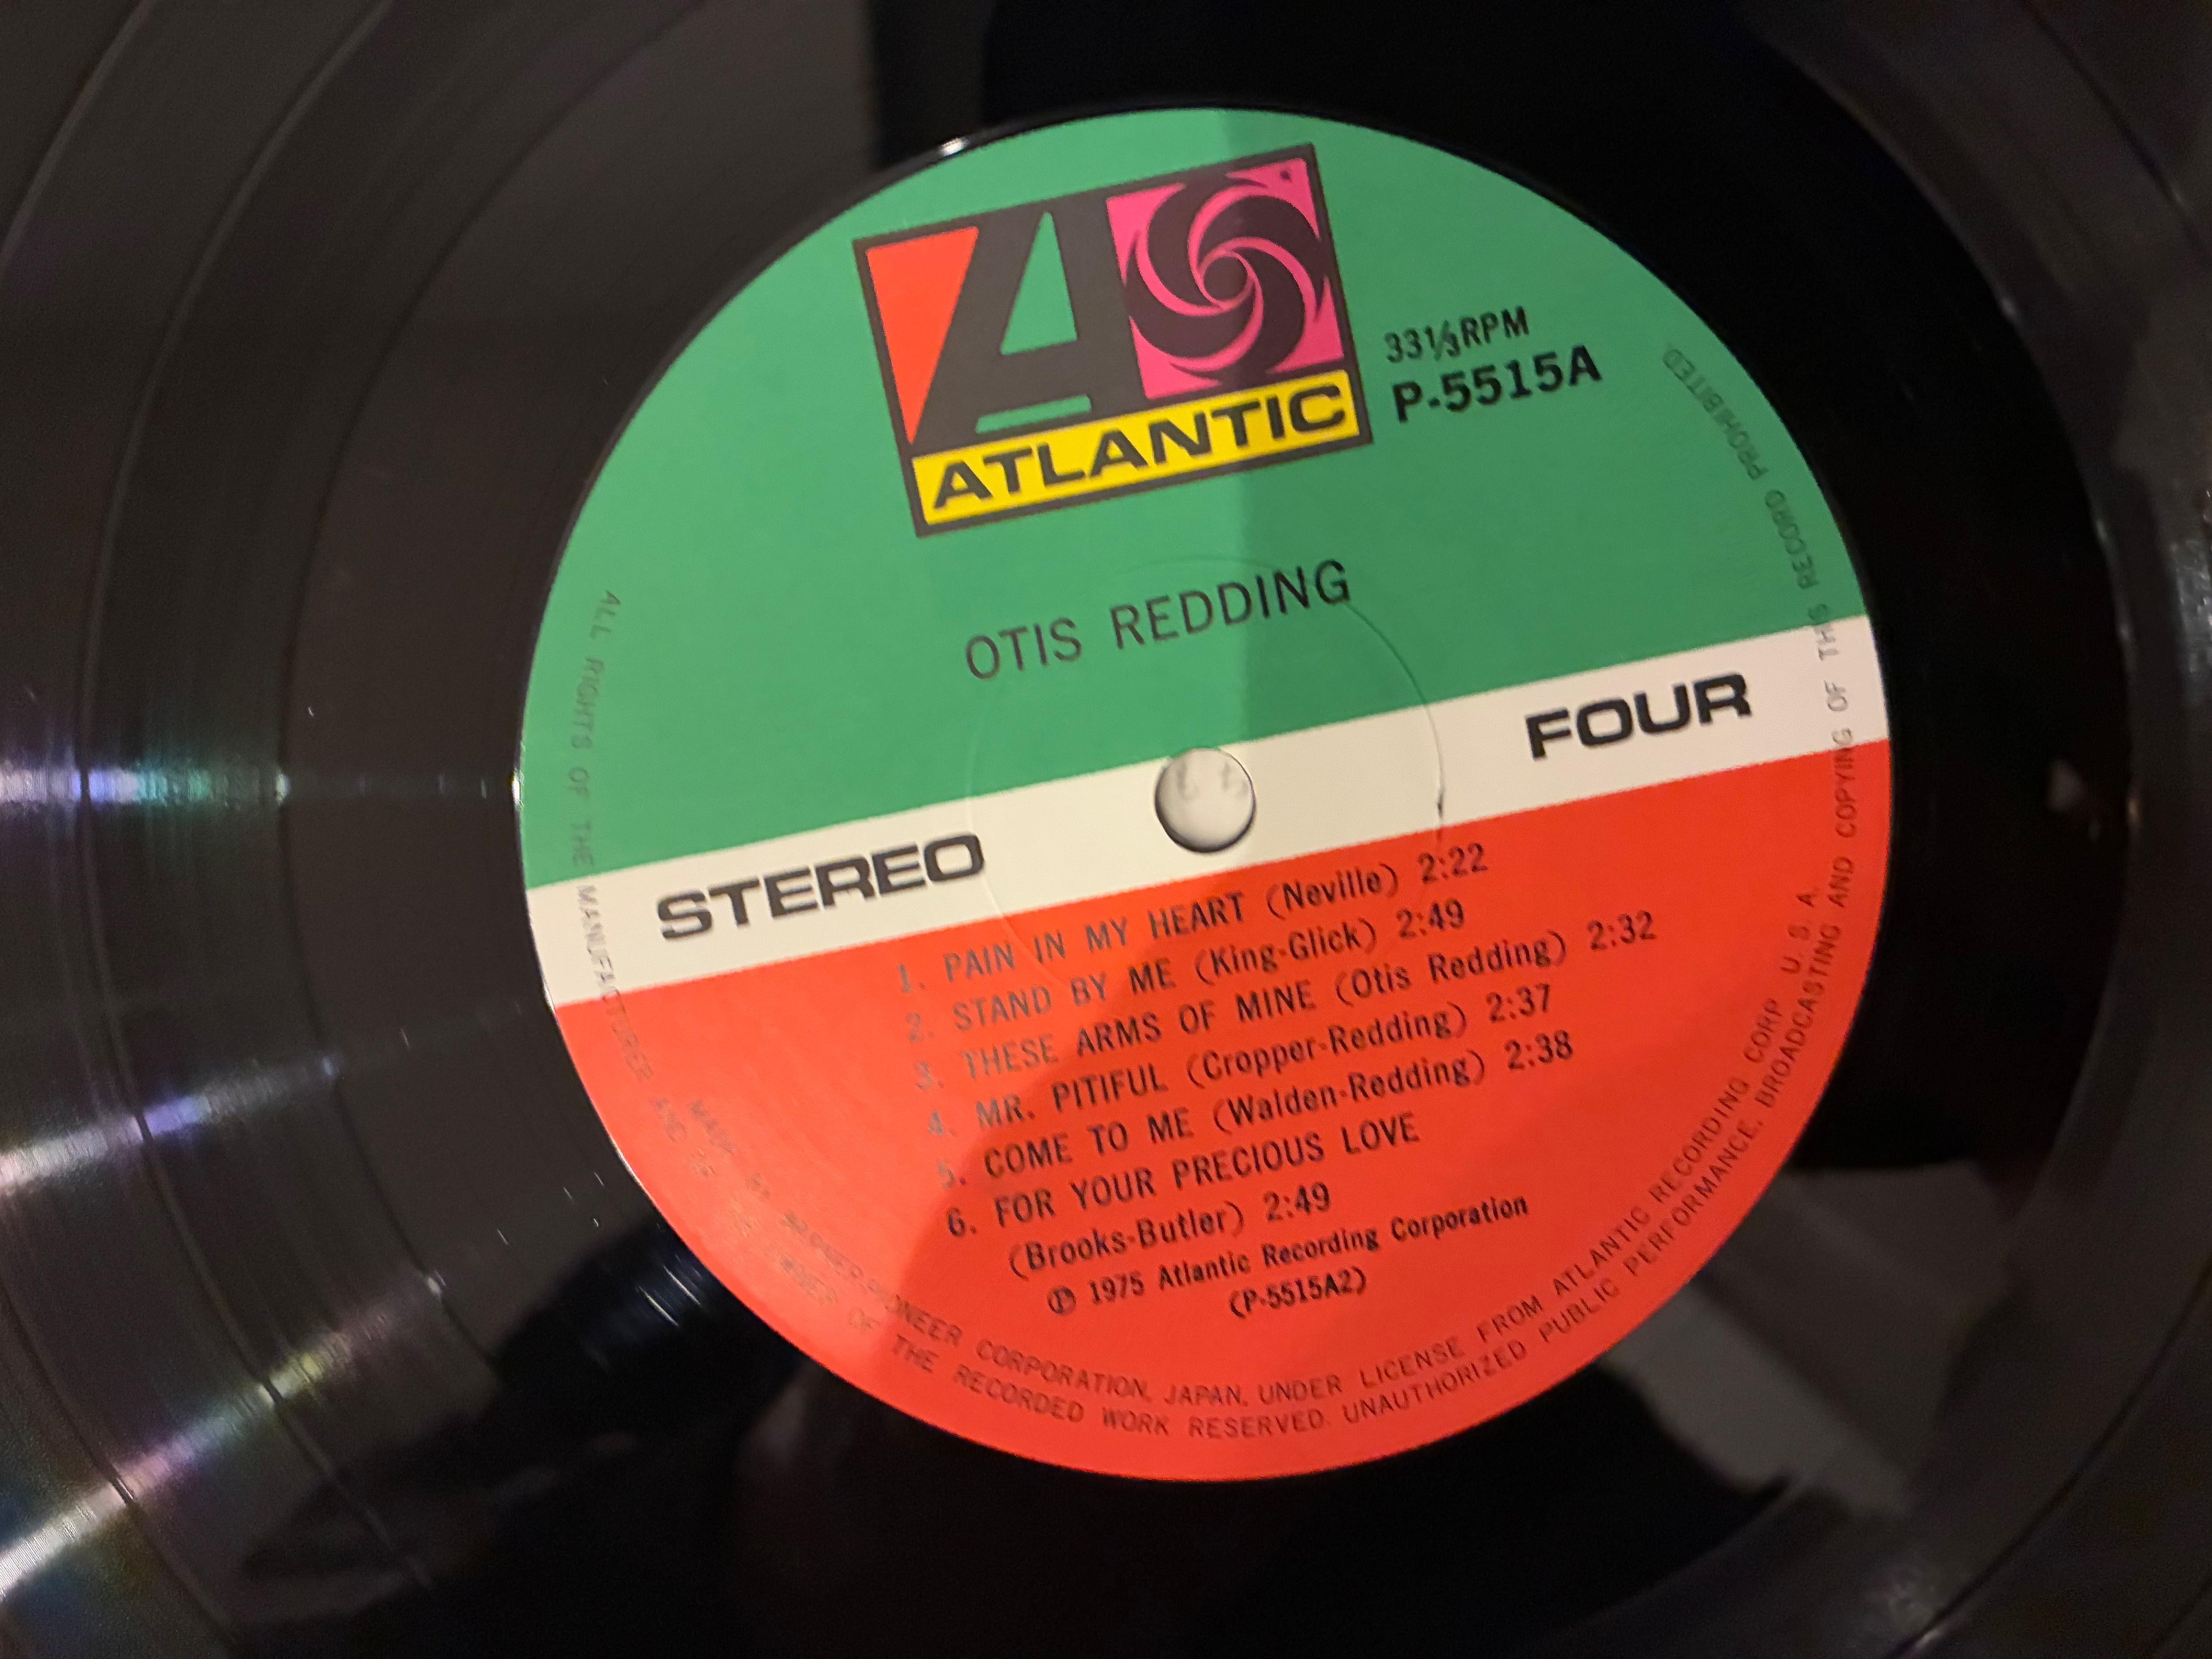 ATLANTIC
33⅓RPM
P-5515A
OTIS REDDING
STEREO
FOUR
1. PAIN IN MY HEART (Neville) 2:22
2. STAND BY ME (King-Glick) 2:49
3. THESE ARMS OF MINE (Otis Redding) 2:32
4. MR. PITIFUL (Cropper-Redding) 2:37
5. COME TO ME (Walden-Redding) 2:38
6. FOR YOUR PRECIOUS LOVE
(Brooks-Butler) 2:49
Ⓟ 1975 Atlantic Recording Corporation
(P-5515A2)
MADE BY WARNER-PIONEER CORPORATION, JAPAN, UNDER LICENSE FROM ATLANTIC RECORDING CORP. U. S. A.
ALL RIGHTS OF THE MANUFACTURER AND OF THE OWNER OF THE RECORDED WORK RESERVED. UNAUTHORIZED PUBLIC PERFORMANCE, BROADCASTING AND COPYING OF THIS RECORD PROHIBITED.